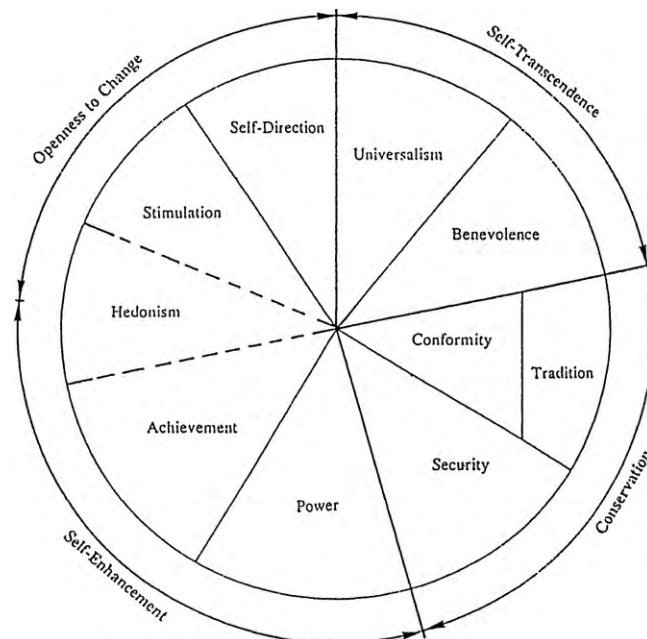 Openness to Change
Self-Transcendence
Self-Direction
Universalism
Stimulation
Benevolence
Hedonism
Conformity
Tradition
Achievement
Security
Power
Self-Enhancement
Conservation